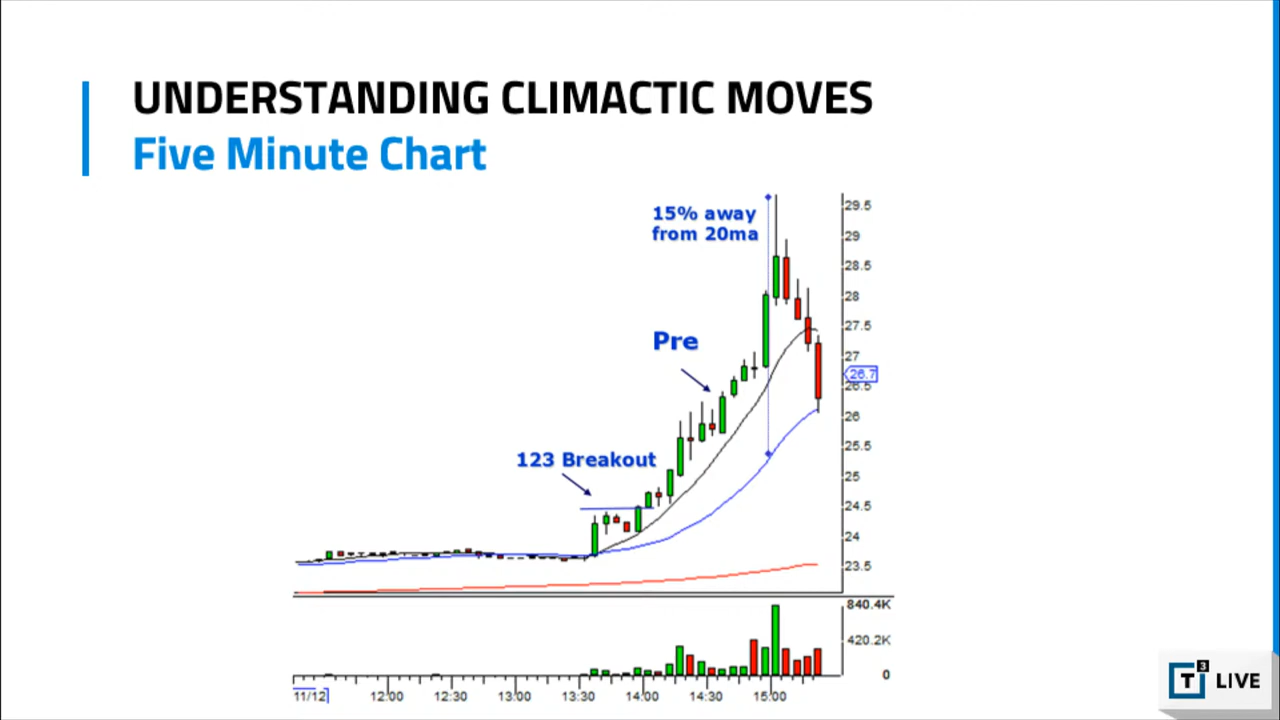 UNDERSTANDING CLIMACTIC MOVES
Five Minute Chart
15% away
from 20ma
Pre
123 Breakout
29.5
29
28.5
28
27.5
27
26.7
26.5
26
25.5
25
24.5
24
23.5
840.4K
420.2K
0
11/12 12:00 12:30 13:00 13:30 14:00 14:30 15:00
T3 LIVE